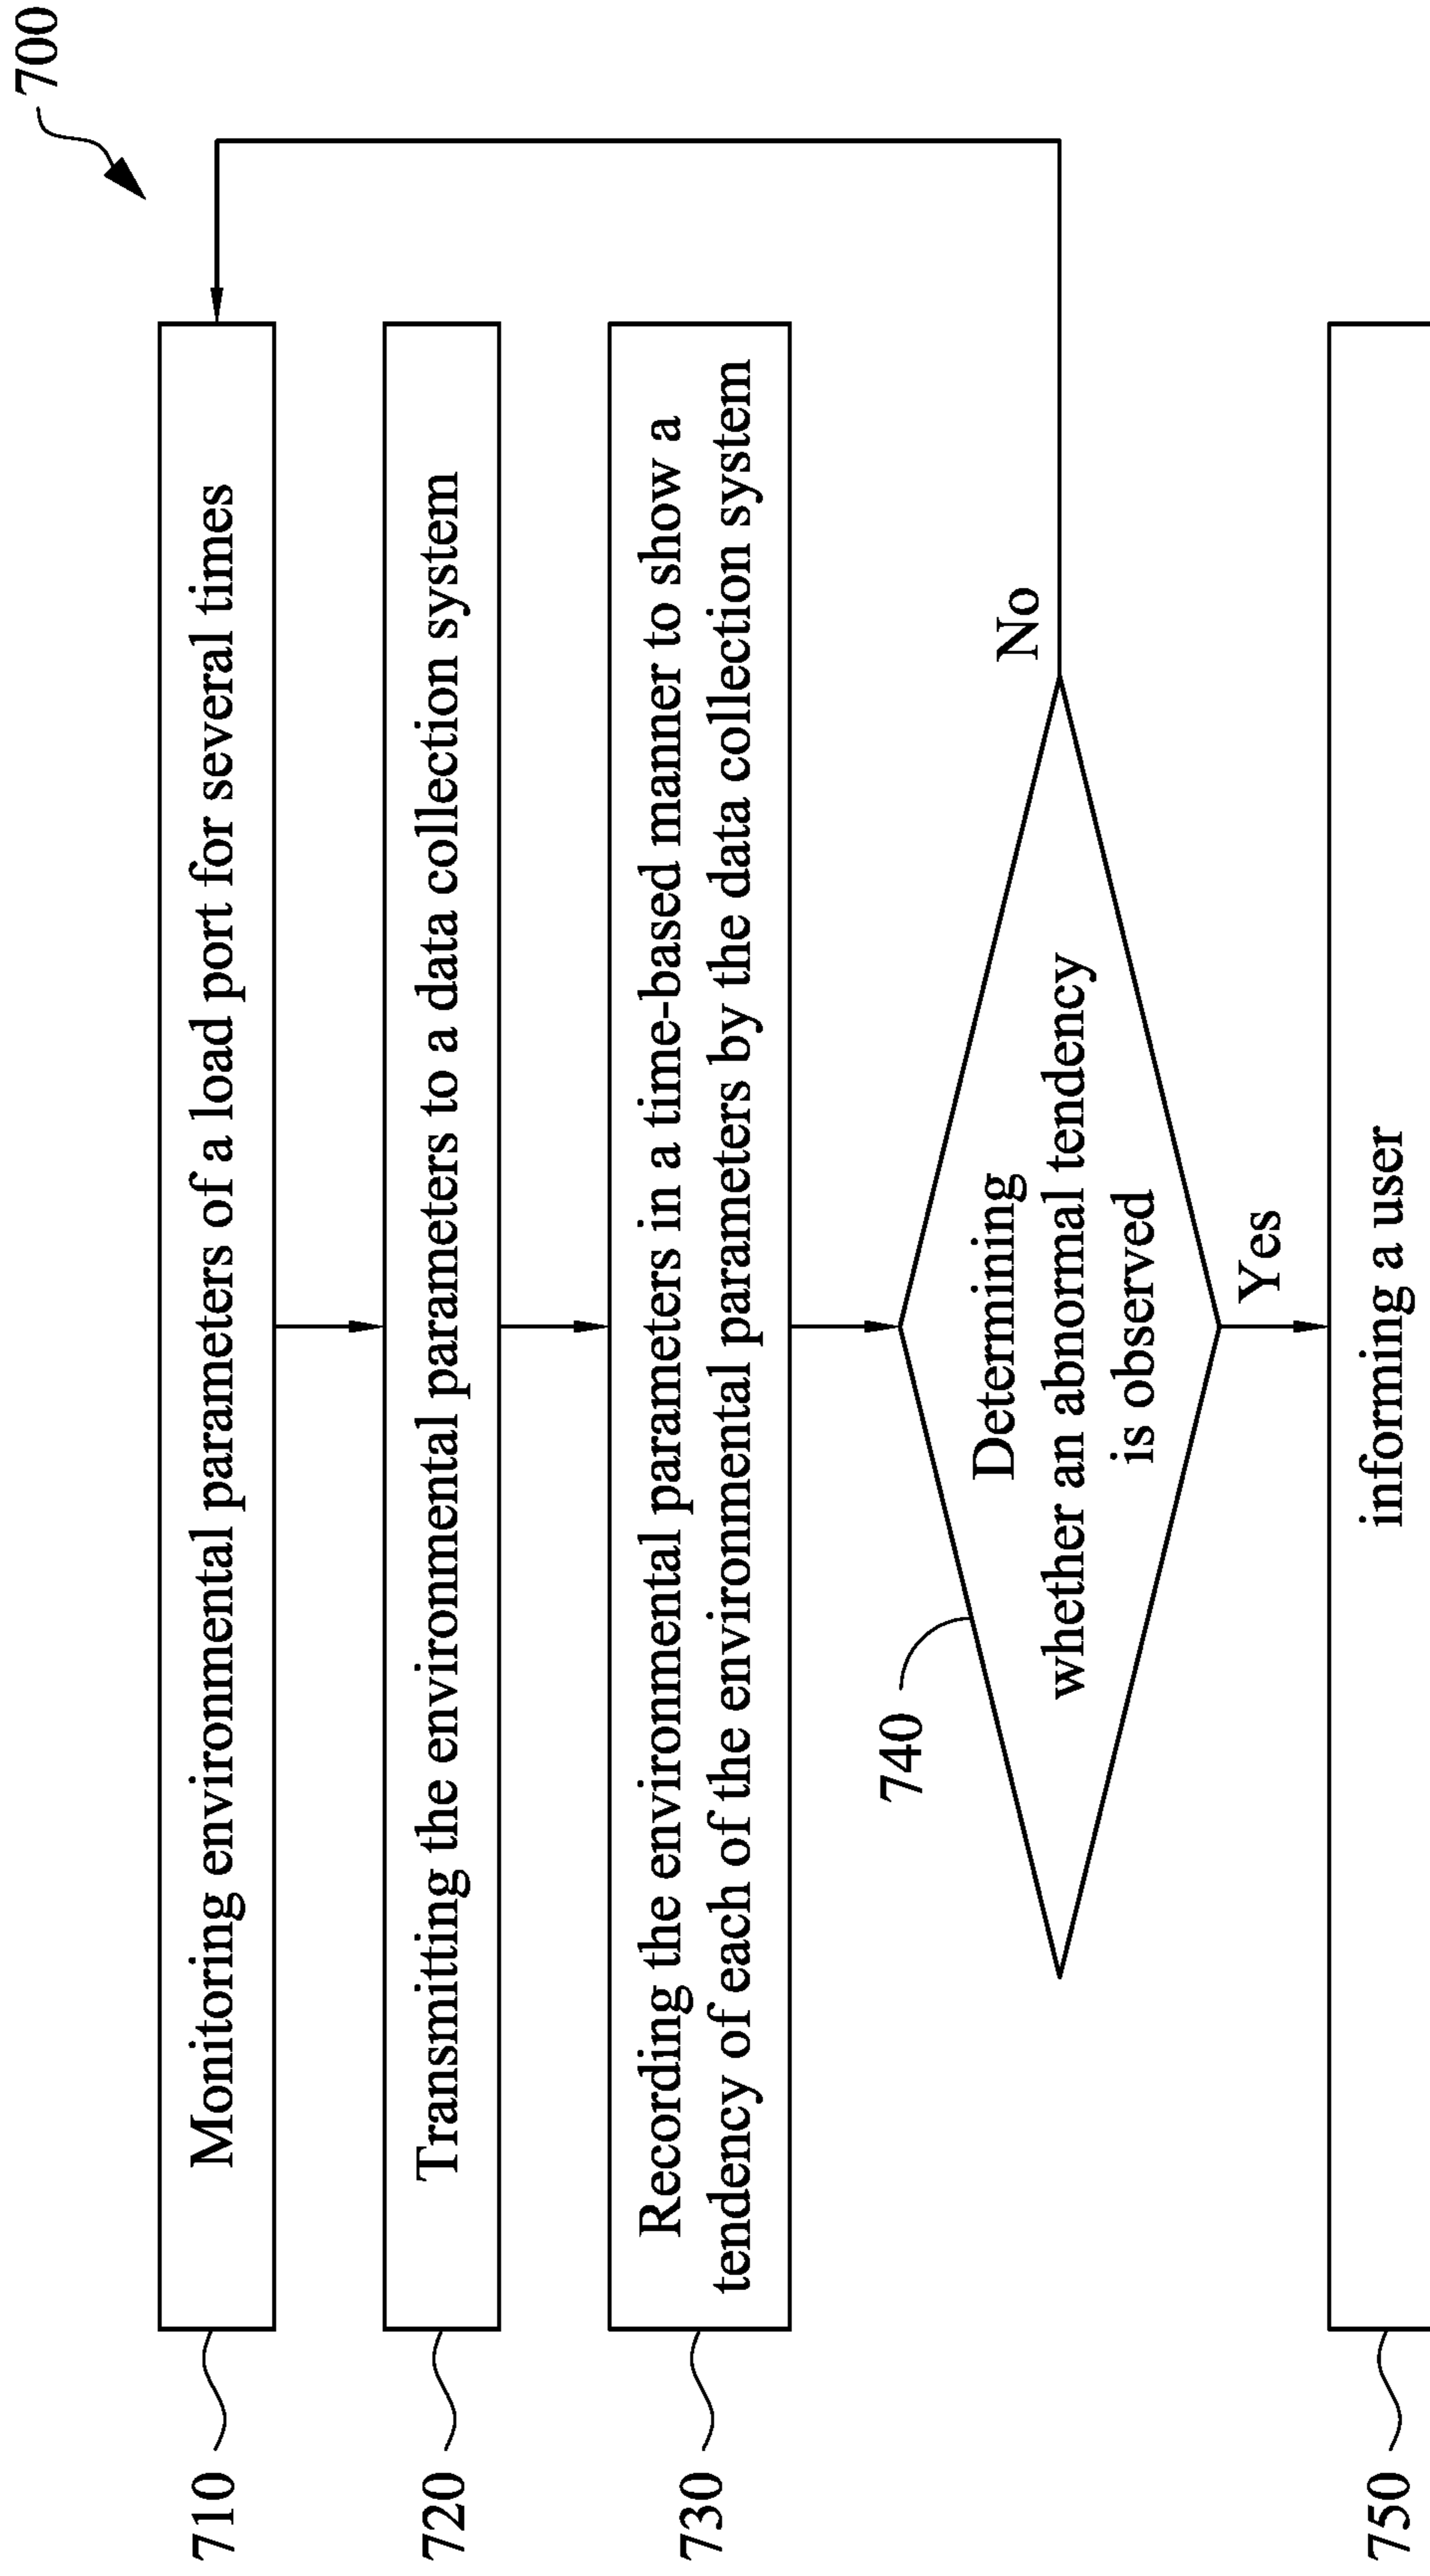 700
710
Monitoring environmental parameters of a load port for several times
720
Transmitting the environmental parameters to a data collection system
730
Recording the environmental parameters in a time-based manner to show a
tendency of each of the environmental parameters by the data collection system
740
Determining
whether an abnormal tendency
is observed
No
Yes
750
informing a user